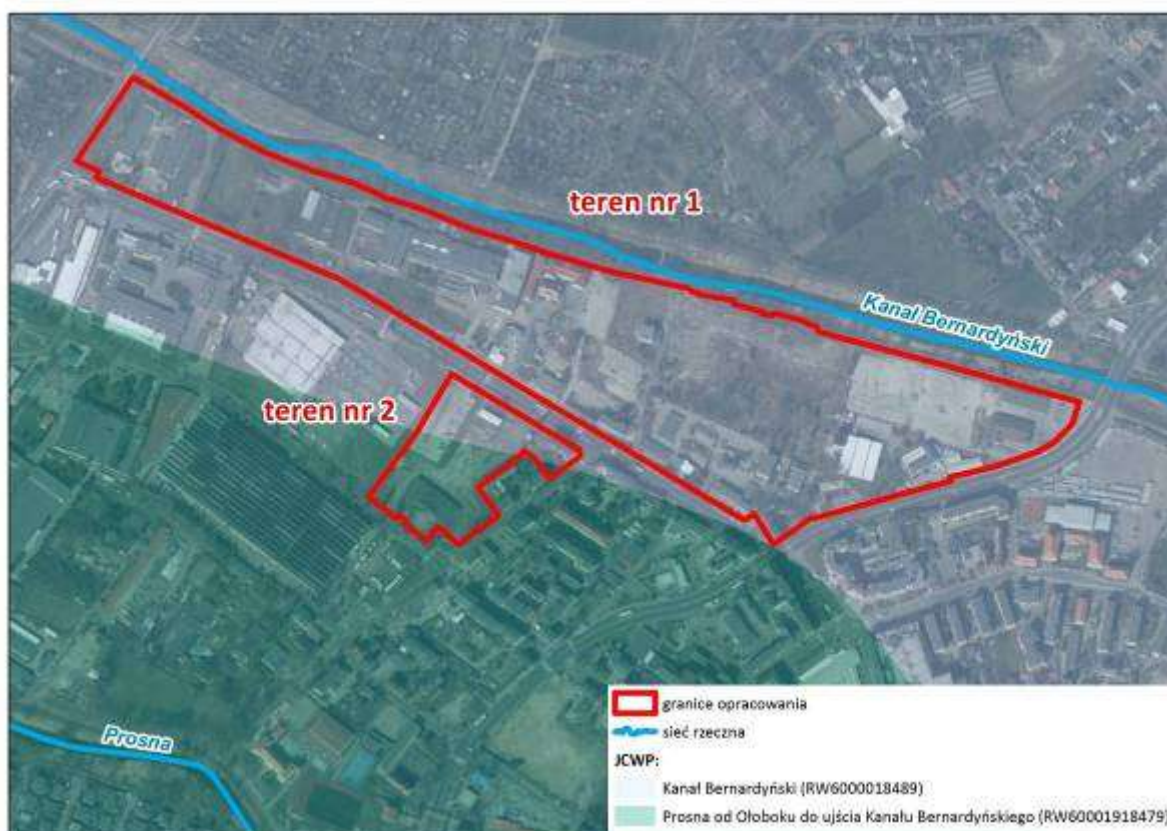 teren nr 1
Kanał Bernardyński
teren nr 2
Prosna
granice opracowania
sieć rzeczna
JCWP:
Kanał Bernardyński (RW6000018489)
Prosna od Ołoboku do ujścia Kanału Bernardyńskiego (RW60001918479)